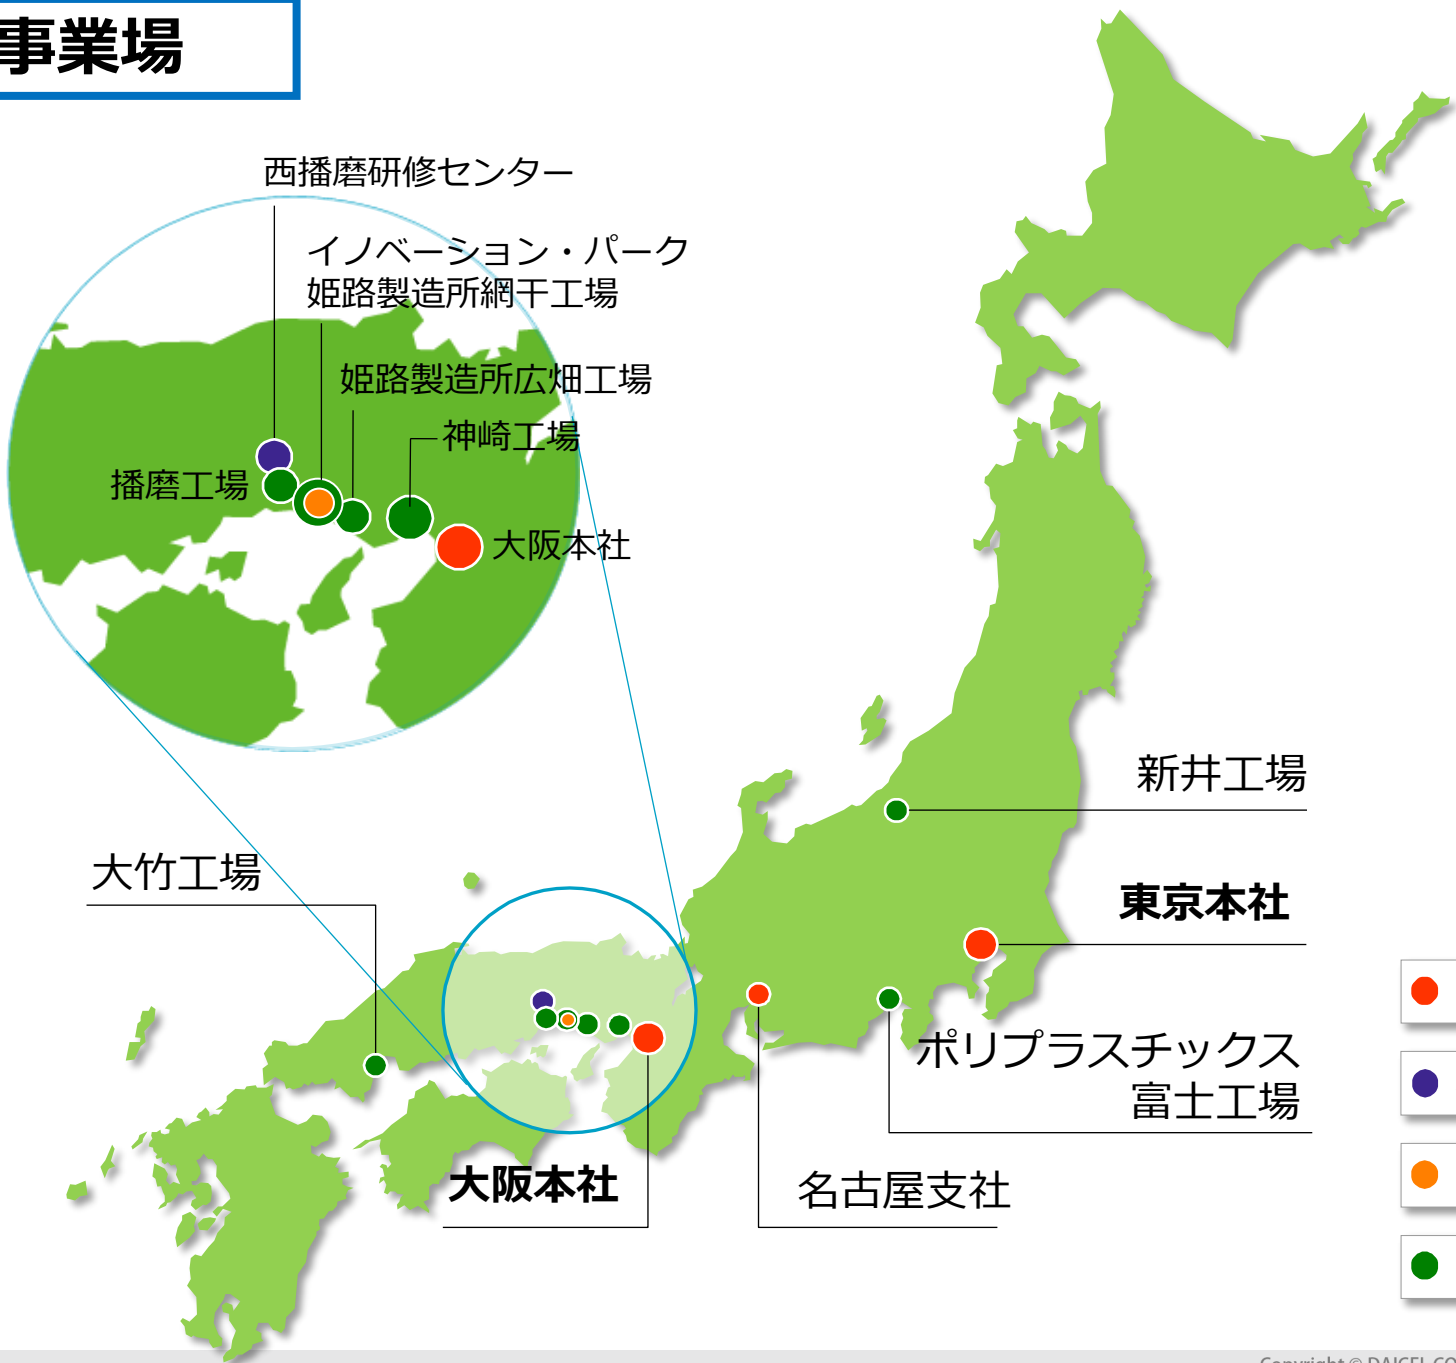 事業場
西播磨研修センター
イノベーション・パーク
姫路製造所網干工場
姫路製造所広畑工場
神崎工場
播磨工場
大阪本社
新井工場
大竹工場
東京本社
ポリプラスチックス
富士工場
大阪本社
名古屋支社
Copyright © DAICEL CO